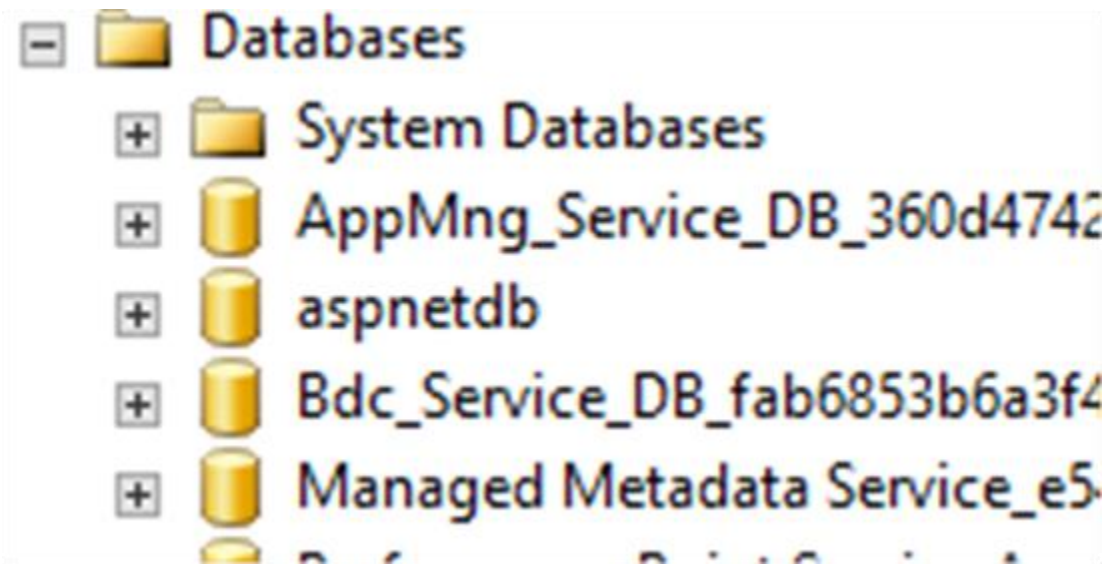 Databases
System Databases
AppMng_Service_DB_360d4742
aspnetdb
Bdc_Service_DB_fab6853b6a3f4
Managed Metadata Service_e5